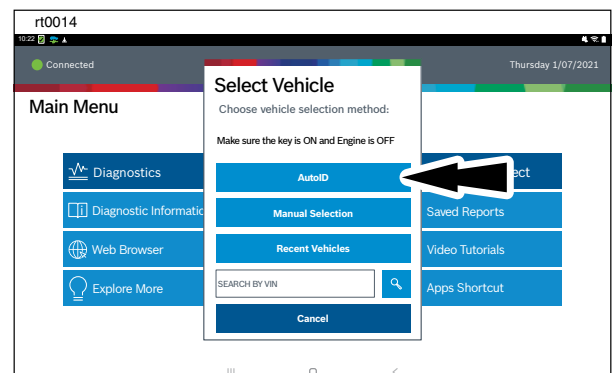 rt0014
10:22
Connected
Thursday 1/07/2021
Main Menu
Select Vehicle
Choose vehicle selection method:
Make sure the key is ON and Engine is OFF
AutoID
Manual Selection
Recent Vehicles
SEARCH BY VIN
Cancel
Diagnostics
Diagnostic Informatic
Web Browser
Explore More
ect
Saved Reports
Video Tutorials
Apps Shortcut